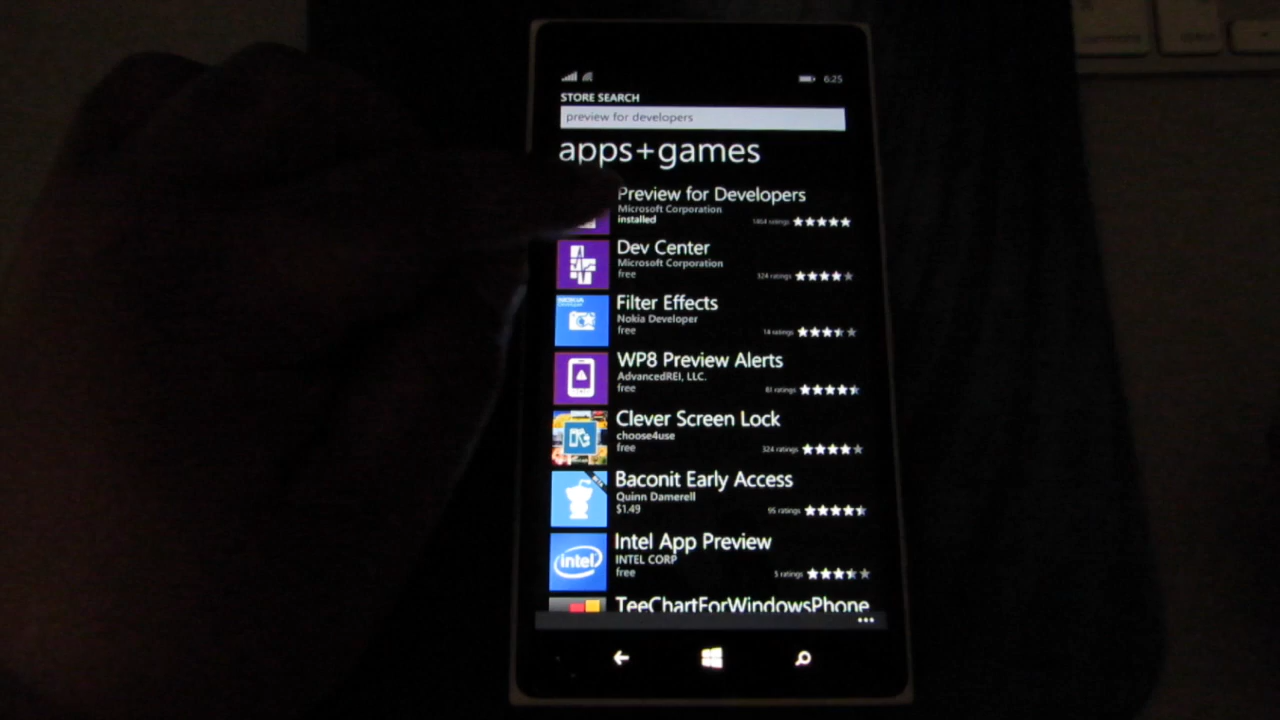 6:25
STORE SEARCH
preview for developers
apps+games
Preview for Developers
Microsoft Corporation
installed
1464 ratings
Dev Center
Microsoft Corporation
free
324 ratings
Filter Effects
NOKIA
Nokia Developer
free
14 ratings
WP8 Preview Alerts
AdvancedREI, LLC.
free
81 ratings
Clever Screen Lock
choose4use
free
324 ratings
Baconit Early Access
Quinn Damerell
$1.49
95 ratings
Intel App Preview
intel
INTEL CORP
free
5 ratings
TeeChartForWindowsPhone